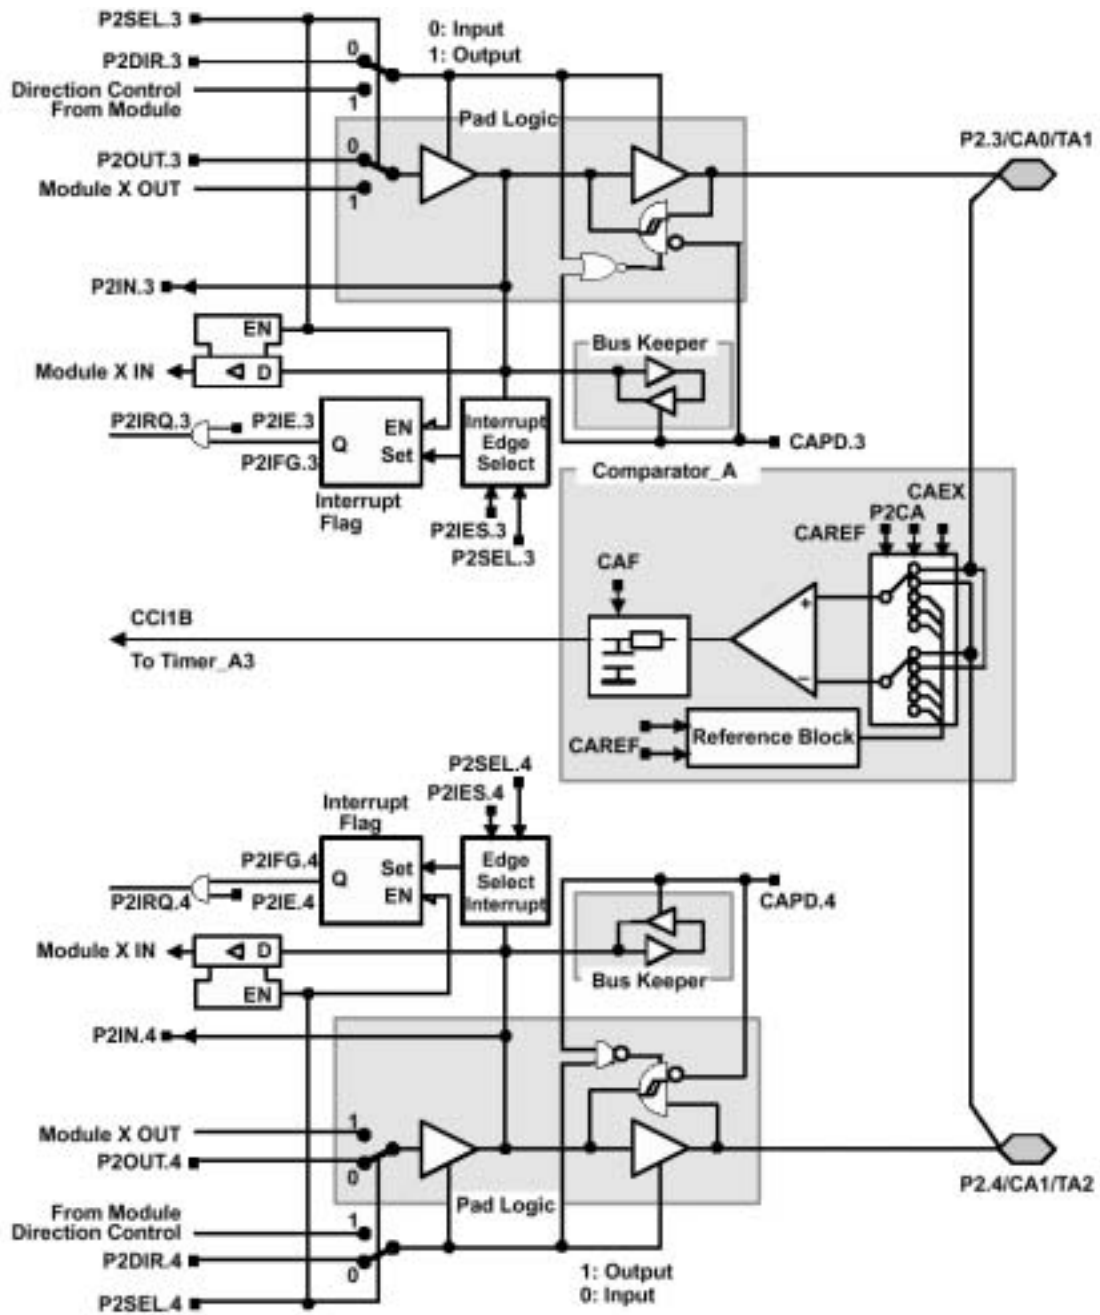 P2SEL.3
0: Input
1: Output
P2DIR.3
0
Direction Control
From Module
1
Pad Logic
P2OUT.3
0
Module X OUT
1
P2.3/CA0/TA1
P2IN.3
EN
Module X IN
D
Bus Keeper
P2IRQ.3
P2IE.3
P2IFG.3
Q
EN
Set
Interrupt
Edge
Select
CAPD.3
Interrupt
Flag
P2IES.3
P2SEL.3
Comparator_A
CAEX
P2CA
CAREF
CAF
+
CCI1B
To Timer_A3
−
CAREF
Reference Block
P2SEL.4
P2IES.4
Interrupt
Flag
P2IFG.4
P2IRQ.4
P2IE.4
Q
Set
EN
Edge
Select
Interrupt
CAPD.4
Module X IN
D
EN
Bus Keeper
P2IN.4
Module X OUT
1
P2OUT.4
0
Pad Logic
P2.4/CA1/TA2
From Module
Direction Control
1
P2DIR.4
0
1: Output
0: Input
P2SEL.4